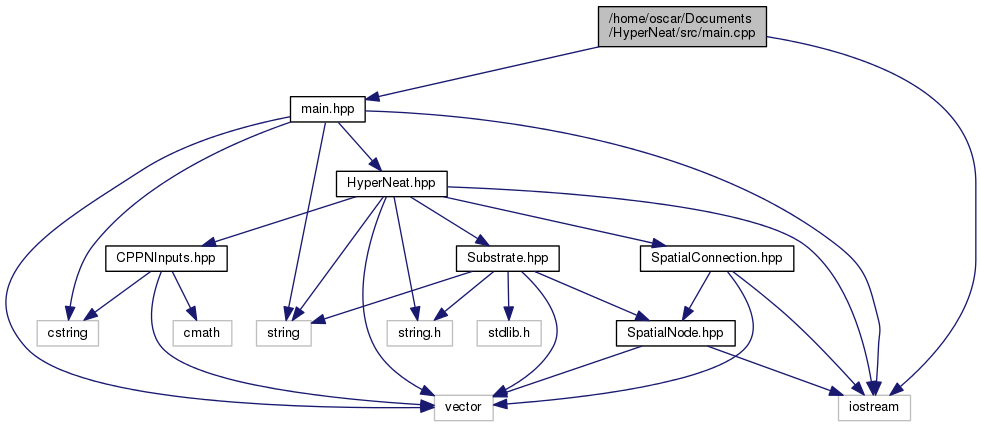 /home/oscar/Documents
/HyperNeat/src/main.cpp
main.hpp
HyperNeat.hpp
CPPNInputs.hpp
Substrate.hpp
SpatialConnection.hpp
cstring
cmath
string
string.h
stdlib.h
SpatialNode.hpp
vector
iostream